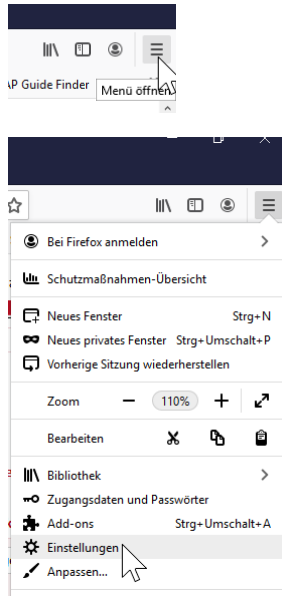 AP Guide Finder
Menü öffnen
Bei Firefox anmelden
Schutzmaßnahmen-Übersicht
Neues Fenster Strg+N
Neues privates Fenster Strg+Umschalt+P
Vorherige Sitzung wiederherstellen
Zoom 110%
Bearbeiten
Bibliothek
Zugangsdaten und Passwörter
Add-ons Strg+Umschalt+A
Einstellungen
Anpassen...